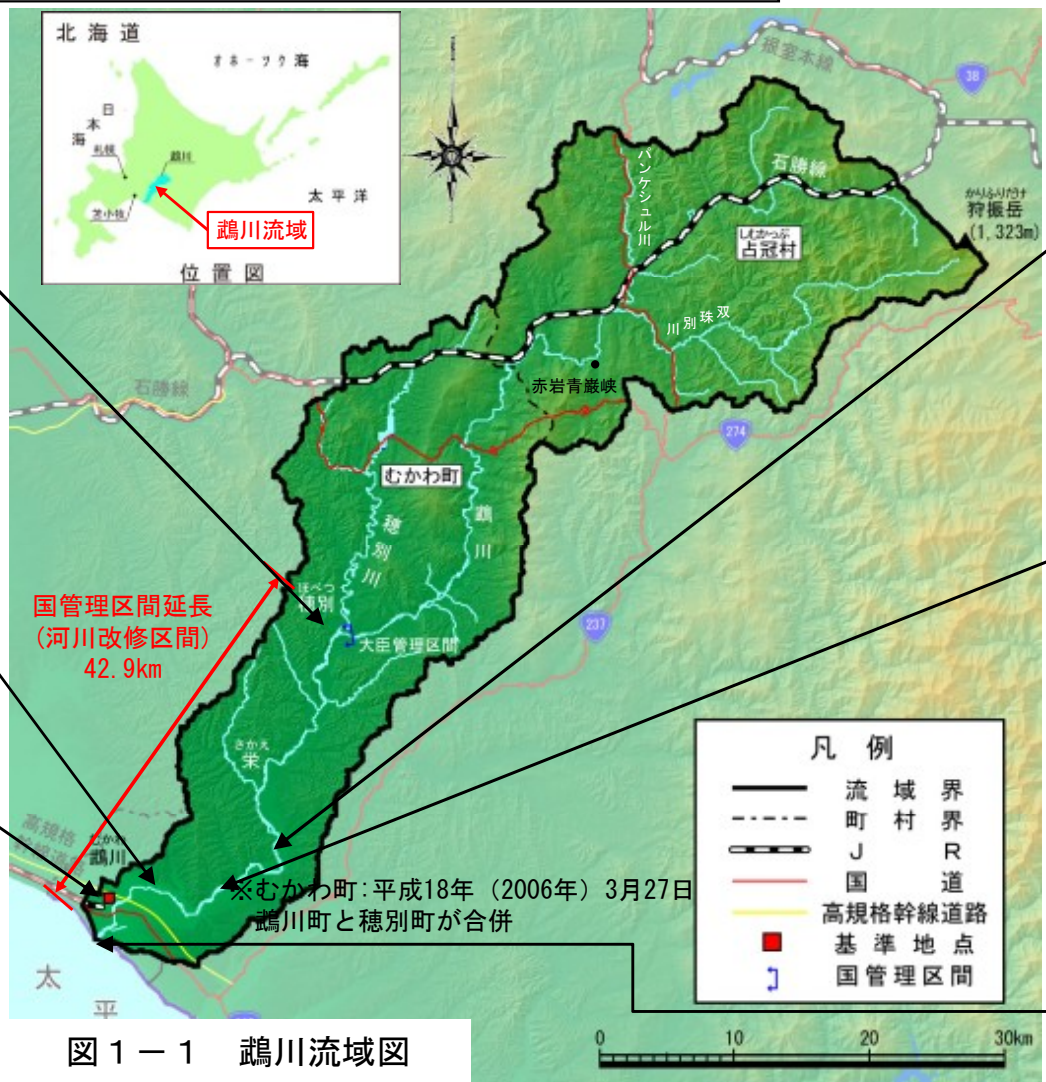 北海道
オホーツク海
日本海
札幌
鵡川
苫小牧
太平洋
鵡川流域
位置図
根室本線
38
パンケシュル川
石勝線
かりふりだけ
狩振岳
(1,323m)
しむかっぷ
占冠村
双珠別川
石勝線
赤岩青巌峡
274
むかわ町
穂別川
鵡川
ほべつ
穂別
大臣管理区間
237
国管理区間延長
(河川改修区間)
42.9km
さかえ
栄
高規格
幹線道路
むかわ
鵡川
※むかわ町:平成18年(2006年)3月27日
鵡川町と穂別町が合併
太平
凡例
流域界
町村界
JR
国道
高規格幹線道路
基準地点
国管理区間
0 10 20 30km
図1-1 鵡川流域図